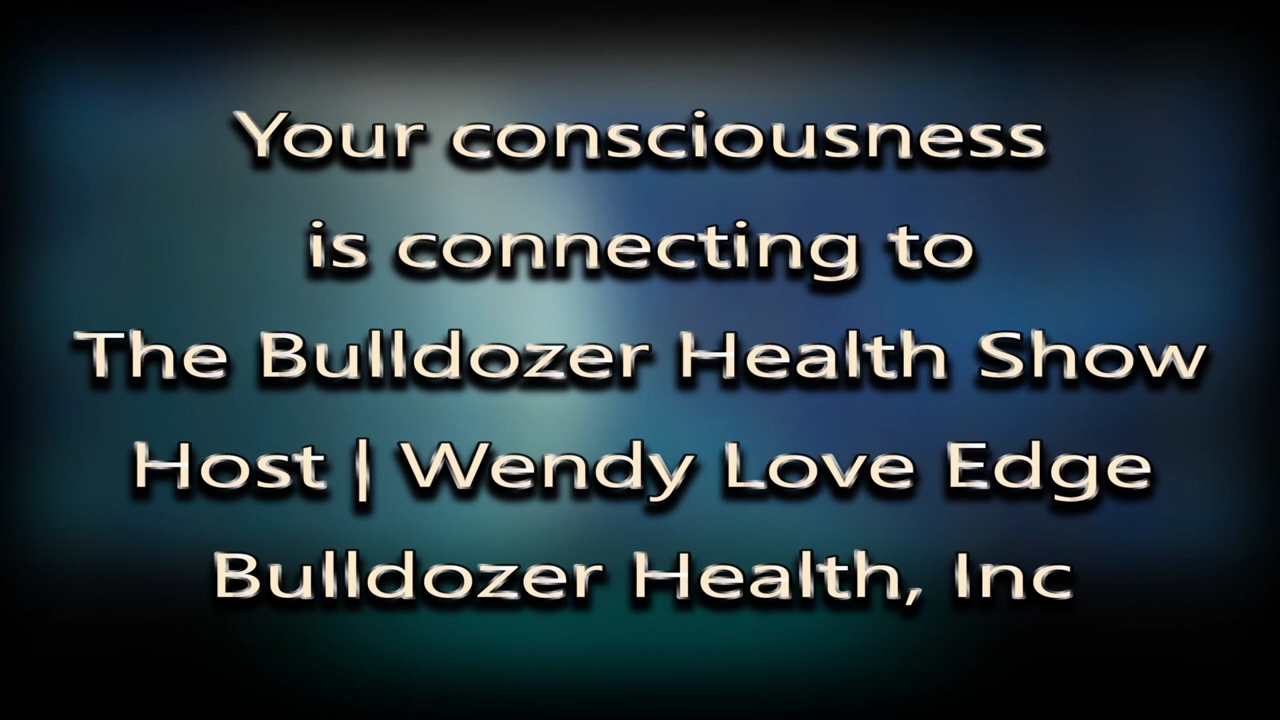 Your consciousness
is connecting to
The Bulldozer Health Show
Host | Wendy Love Edge
Bulldozer Health, Inc